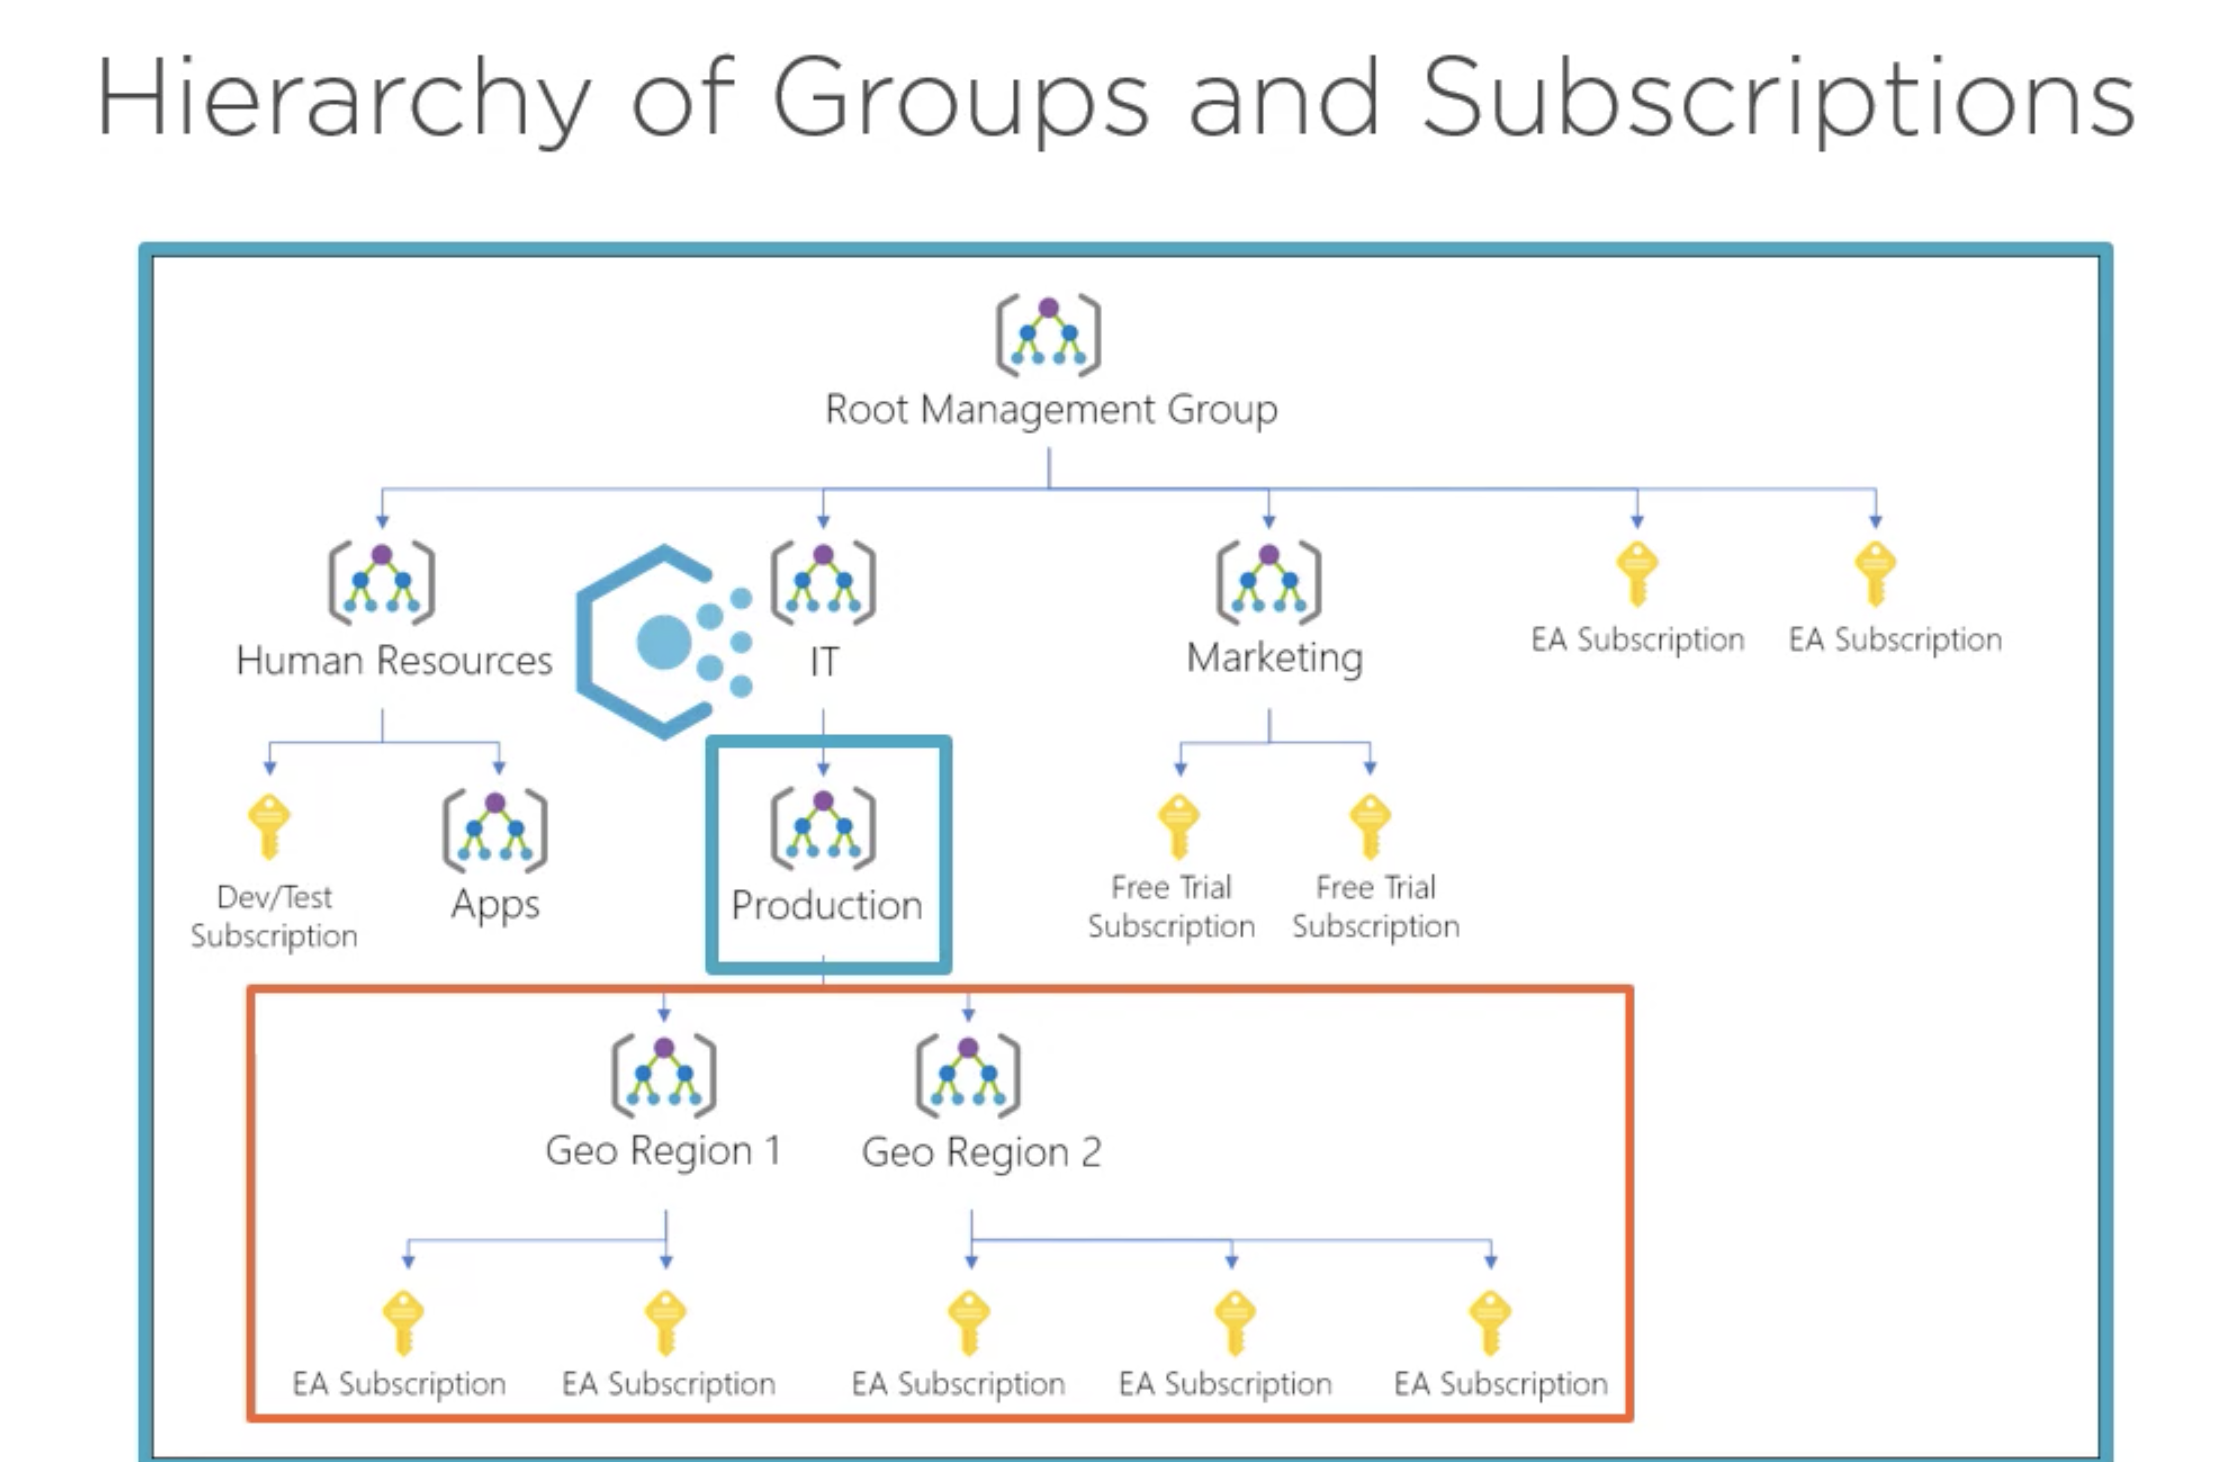 Hierarchy of Groups and Subscriptions
Root Management Group
Human Resources
IT
Marketing
EA Subscription
EA Subscription
Dev/Test
Subscription
Apps
Production
Free Trial
Subscription
Free Trial
Subscription
Geo Region 1
Geo Region 2
EA Subscription
EA Subscription
EA Subscription
EA Subscription
EA Subscription